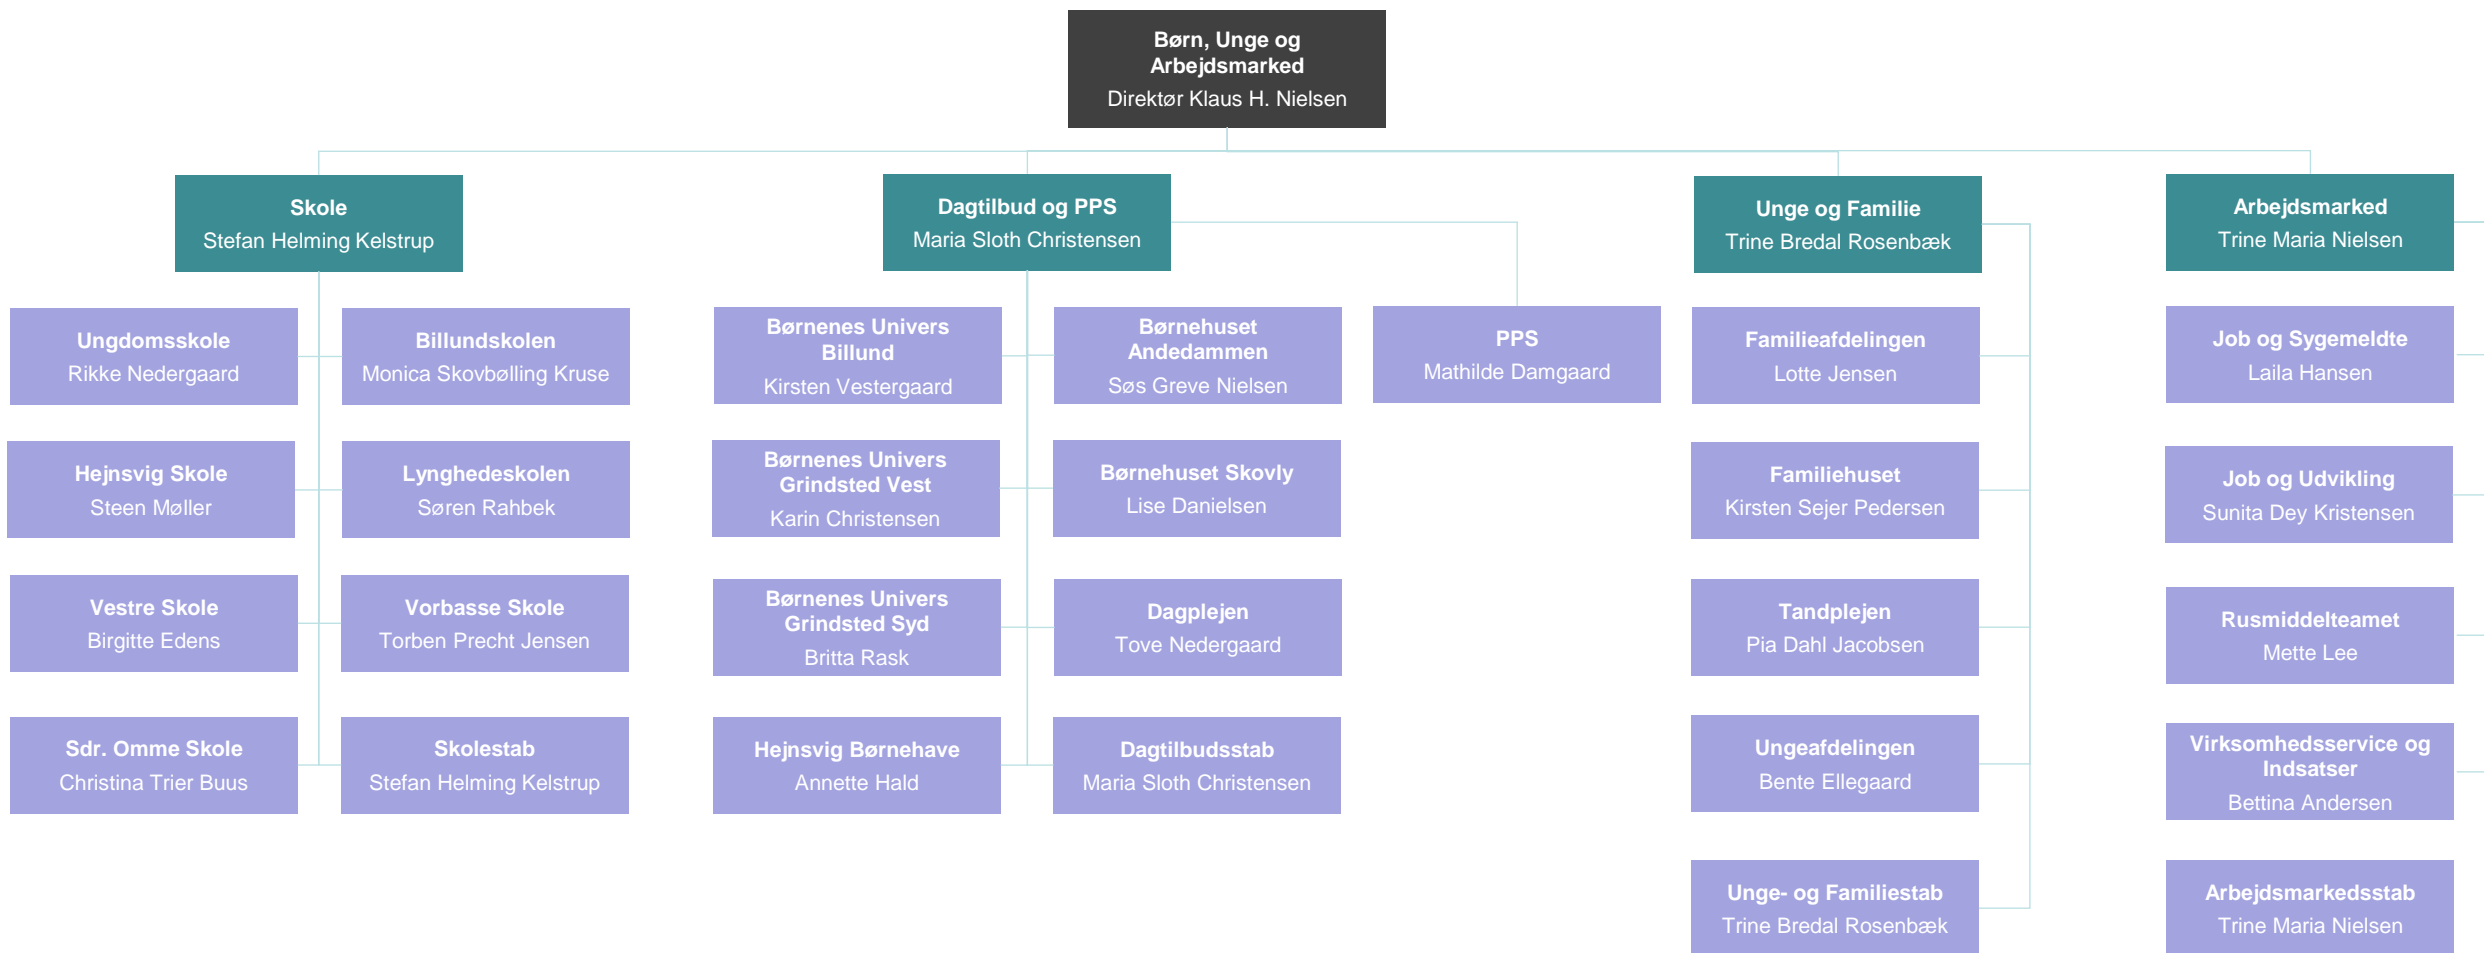 Børn, Unge og
Arbejdsmarked
Direktør Klaus H. Nielsen
Skole
Stefan Helming Kelstrup
Ungdomsskole
Rikke Nedergaard
Billundskolen
Monica Skovbølling Kruse
Hejnsvig Skole
Steen Møller
Lynghedeskolen
Søren Rahbek
Vestre Skole
Birgitte Edens
Vorbasse Skole
Torben Precht Jensen
Sdr. Omme Skole
Christina Trier Buus
Skolestab
Stefan Helming Kelstrup
Dagtilbud og PPS
Maria Sloth Christensen
Børnenes Univers
Billund
Kirsten Vestergaard
Børnehuset
Andedammen
Søs Greve Nielsen
PPS
Mathilde Damgaard
Børnenes Univers
Grindsted Vest
Karin Christensen
Børnehuset Skovly
Lise Danielsen
Børnenes Univers
Grindsted Syd
Britta Rask
Dagplejen
Tove Nedergaard
Hejnsvig Børnehave
Annette Hald
Dagtilbudsstab
Maria Sloth Christensen
Unge og Familie
Trine Bredal Rosenbæk
Familieafdelingen
Lotte Jensen
Familiehuset
Kirsten Sejer Pedersen
Tandplejen
Pia Dahl Jacobsen
Ungeafdelingen
Bente Ellegaard
Unge- og Familiestab
Trine Bredal Rosenbæk
Arbejdsmarked
Trine Maria Nielsen
Job og Sygemeldte
Laila Hansen
Job og Udvikling
Sunita Dey Kristensen
Rusmiddelteamet
Mette Lee
Virksomhedsservice og
Indsatser
Bettina Andersen
Arbejdsmarkedsstab
Trine Maria Nielsen